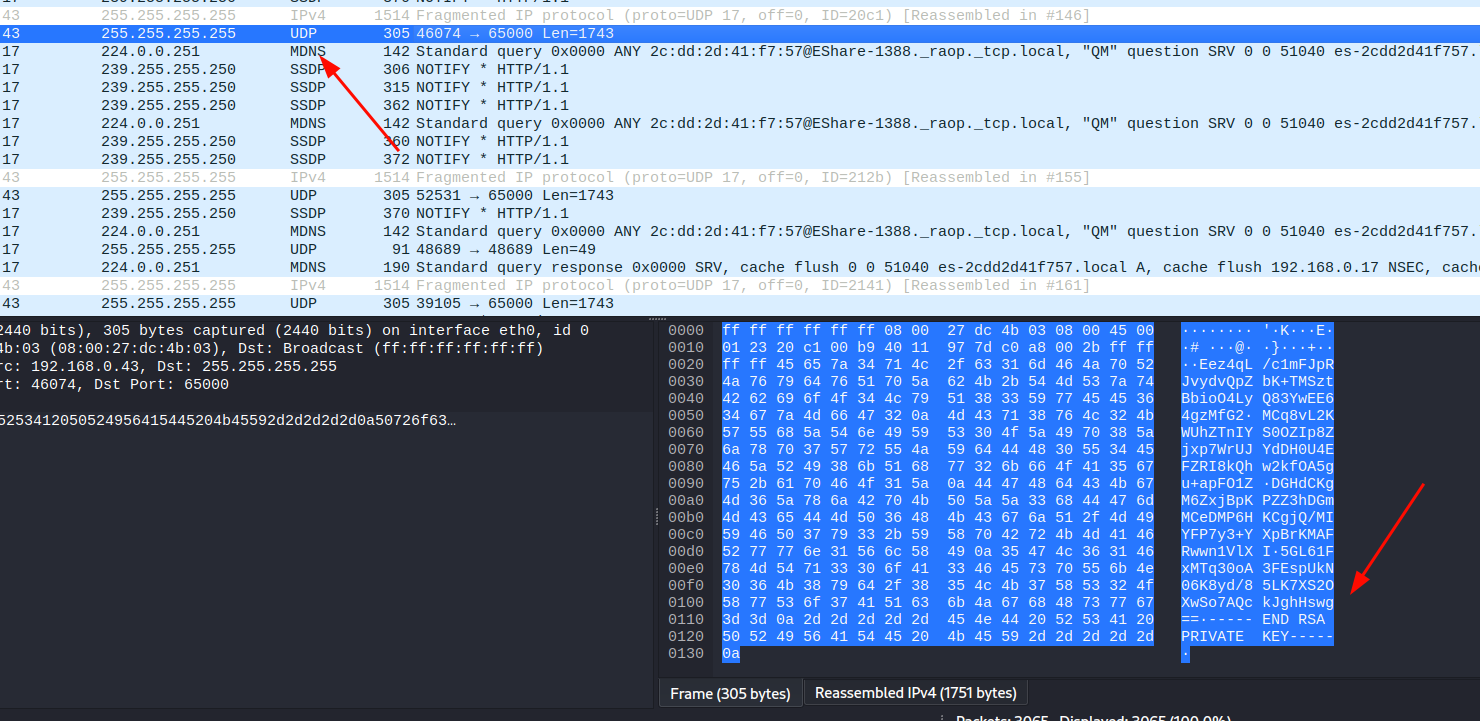 43 255.255.255.255 IPv4 1514 Fragmented IP protocol (proto=UDP 17, off=0, ID=20c1) [Reassembled in #146]
43 255.255.255.255 UDP 305 46074 → 65000 Len=1743
17 224.0.0.251 MDNS 142 Standard query 0x0000 ANY 2c:dd:2d:41:f7:57@EShare-1388._raop._tcp.local, "QM" question SRV 0 0 51040 es-2cdd2d41f757.
17 239.255.255.250 SSDP 306 NOTIFY * HTTP/1.1
17 239.255.255.250 SSDP 315 NOTIFY * HTTP/1.1
17 239.255.255.250 SSDP 362 NOTIFY * HTTP/1.1
17 224.0.0.251 MDNS 142 Standard query 0x0000 ANY 2c:dd:2d:41:f7:57@EShare-1388._raop._tcp.local, "QM" question SRV 0 0 51040 es-2cdd2d41f757.
17 239.255.255.250 SSDP 360 NOTIFY * HTTP/1.1
17 239.255.255.250 SSDP 372 NOTIFY * HTTP/1.1
43 255.255.255.255 IPv4 1514 Fragmented IP protocol (proto=UDP 17, off=0, ID=212b) [Reassembled in #155]
43 255.255.255.255 UDP 305 52531 → 65000 Len=1743
17 239.255.255.250 SSDP 370 NOTIFY * HTTP/1.1
17 224.0.0.251 MDNS 142 Standard query 0x0000 ANY 2c:dd:2d:41:f7:57@EShare-1388._raop._tcp.local, "QM" question SRV 0 0 51040 es-2cdd2d41f757.
17 255.255.255.255 UDP 91 48689 → 48689 Len=49
17 224.0.0.251 MDNS 190 Standard query response 0x0000 SRV, cache flush 0 0 51040 es-2cdd2d41f757.local A, cache flush 192.168.0.17 NSEC, cache
43 255.255.255.255 IPv4 1514 Fragmented IP protocol (proto=UDP 17, off=0, ID=2141) [Reassembled in #161]
43 255.255.255.255 UDP 305 39105 → 65000 Len=1743
2440 bits), 305 bytes captured (2440 bits) on interface eth0, id 0
4b:03 (08:00:27:dc:4b:03), Dst: Broadcast (ff:ff:ff:ff:ff:ff)
rc: 192.168.0.43, Dst: 255.255.255.255
rt: 46074, Dst Port: 65000
525341205052495641544520 4b45592d2d2d2d2d0a50726f63…
0000 ff ff ff ff ff ff 08 00 27 dc 4b 03 08 00 45 00 ········ '·K···E·
0010 01 23 20 c1 00 b9 40 11 97 7d c0 a8 00 2b ff ff ·# ···@· ·}···+··
0020 ff ff 45 65 7a 34 71 4c 2f 63 31 6d 46 4a 70 52 ··Eez4qL /c1mFJpR
0030 4a 76 79 64 76 51 70 5a 62 4b 2b 54 4d 53 7a 74 JvydvQpZ bK+TMSzt
0040 42 62 69 6f 4f 34 4c 79 51 38 33 59 77 45 45 36 BbioO4Ly Q83YwEE6
0050 34 67 7a 4d 66 47 32 0a 4d 43 71 38 76 4c 32 4b 4gzMfG2· MCq8vL2K
0060 57 55 68 5a 54 6e 49 59 53 30 4f 5a 49 70 38 5a WUhZTnIY S0OZIp8Z
0070 6a 78 70 37 57 72 55 4a 59 64 44 48 30 55 34 45 jxp7WrUJ YdDH0U4E
0080 46 5a 52 49 38 6b 51 68 77 32 6b 66 4f 41 35 67 FZRI8kQh w2kfOA5g
0090 75 2b 61 70 46 4f 31 5a 0a 44 47 48 64 43 4b 67 u+apFO1Z ·DGHdCKg
00a0 4d 36 5a 78 6a 42 70 4b 50 5a 5a 33 68 44 47 6d M6ZxjBpK PZZ3hDGm
00b0 4d 43 65 44 4d 50 36 48 4b 43 67 6a 51 2f 4d 49 MCeDMP6H KCgjQ/MI
00c0 59 46 50 37 79 33 2b 59 58 70 42 72 4b 4d 41 46 YFP7y3+Y XpBrKMAF
00d0 52 77 77 6e 31 56 6c 58 49 0a 35 47 4c 36 31 46 Rwwn1VlX I·5GL61F
00e0 78 4d 54 71 33 30 6f 41 33 46 45 73 70 55 6b 4e xMTq30oA 3FEspUkN
00f0 30 36 4b 38 79 64 2f 38 35 4c 4b 37 58 53 32 4f 06K8yd/8 5LK7XS2O
0100 58 77 53 6f 37 41 51 63 6b 4a 67 68 48 73 77 67 XwSo7AQc kJghHswg
0110 3d 3d 0a 2d 2d 2d 2d 2d 45 4e 44 20 52 53 41 20 ==·----- END RSA
0120 50 52 49 56 41 54 45 20 4b 45 59 2d 2d 2d 2d 2d PRIVATE KEY-----
0130 0a ·
Frame (305 bytes) Reassembled IPv4 (1751 bytes)
Packets: 3065 Displayed: 3065 (100.0%)